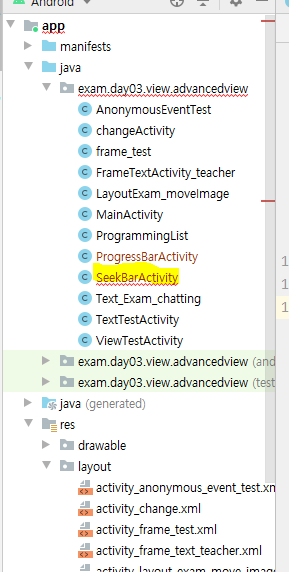 Android
app
manifests
java
exam.day03.view.advancedview
AnonymousEventTest
changeActivity
frame_test
FrameTextActivity_teacher
LayoutExam_moveImage
MainActivity
ProgrammingList
ProgressBarActivity
SeekBarActivity
Text_Exam_chatting
TextTestActivity
ViewTestActivity
exam.day03.view.advancedview (and
exam.day03.view.advancedview (test
java (generated)
res
drawable
layout
activity_anonymous_event_test.xm
activity_change.xml
activity_frame_test.xml
activity_frame_text_teacher.xml
activity_layout_exam_move_imag
1
1
1